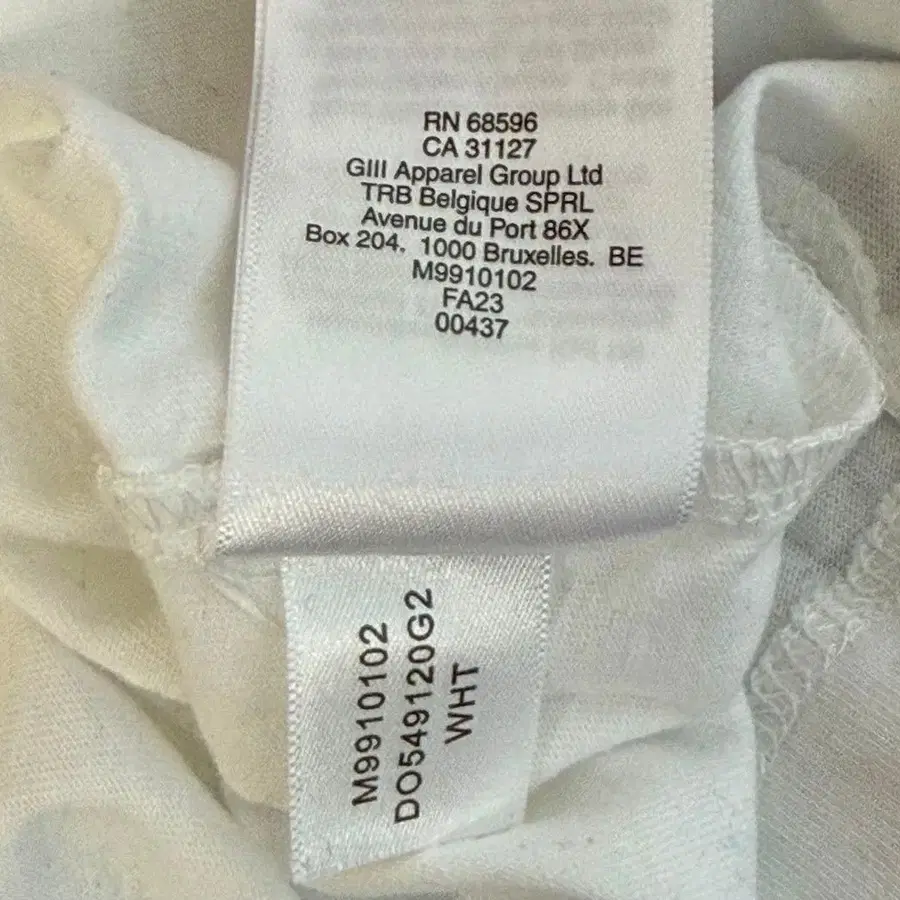 RN 68596
CA 31127
GIII Apparel Group Ltd
TRB Belgique SPRL
Avenue du Port 86X
Box 204. 1000 Bruxelles. BE
M9910102
FA23
00437
M9910102
DO549120G2
WHT